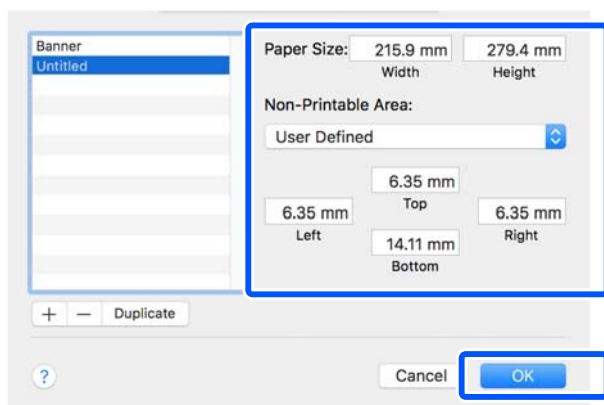 Banner
Untitled
Paper Size: 215.9 mm 279.4 mm
Width Height
Non-Printable Area:
User Defined
6.35 mm
Top
6.35 mm 6.35 mm
Left Right
14.11 mm
Bottom
+ − Duplicate
? Cancel OK